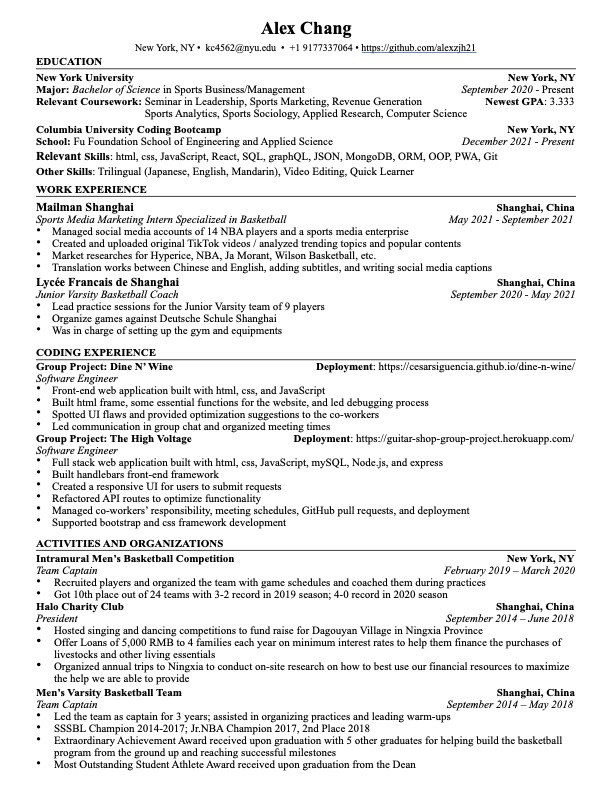 Alex Chang
New York, NY • kc4562@nyu.edu • +1 9177337064 • https://github.com/alexzjh21
EDUCATION
New York University New York, NY
Major: Bachelor of Science in Sports Business/Management September 2020 - Present
Relevant Coursework: Seminar in Leadership, Sports Marketing, Revenue Generation Newest GPA: 3.333
Sports Analytics, Sports Sociology, Applied Research, Computer Science
Columbia University Coding Bootcamp New York, NY
School: Fu Foundation School of Engineering and Applied Science December 2021 - Present
Relevant Skills: html, css, JavaScript, React, SQL, graphQL, JSON, MongoDB, ORM, OOP, PWA, Git
Other Skills: Trilingual (Japanese, English, Mandarin), Video Editing, Quick Learner
WORK EXPERIENCE
Mailman Shanghai Shanghai, China
Sports Media Marketing Intern Specialized in Basketball May 2021 - September 2021
• Managed social media accounts of 14 NBA players and a sports media enterprise
• Created and uploaded original TikTok videos / analyzed trending topics and popular contents
• Market researches for Hyperice, NBA, Ja Morant, Wilson Basketball, etc.
• Translation works between Chinese and English, adding subtitles, and writing social media captions
Lycée Francais de Shanghai Shanghai, China
Junior Varsity Basketball Coach September 2020 - May 2021
• Lead practice sessions for the Junior Varsity team of 9 players
• Organize games against Deutsche Schule Shanghai
• Was in charge of setting up the gym and equipments
CODING EXPERIENCE
Group Project: Dine N' Wine Deployment: https://cesarsiguencia.github.io/dine-n-wine/
Software Engineer
• Front-end web application built with html, css, and JavaScript
• Built html frame, some essential functions for the website, and led debugging process
• Spotted UI flaws and provided optimization suggestions to the co-workers
• Led communication in group chat and organized meeting times
Group Project: The High Voltage Deployment: https://guitar-shop-group-project.herokuapp.com/
Software Engineer
• Full stack web application built with html, css, JavaScript, mySQL, Node.js, and express
• Built handlebars front-end framework
• Created a responsive UI for users to submit requests
• Refactored API routes to optimize functionality
• Managed co-workers' responsibility, meeting schedules, GitHub pull requests, and deployment
• Supported bootstrap and css framework development
ACTIVITIES AND ORGANIZATIONS
Intramural Men's Basketball Competition New York, NY
Team Captain February 2019 – March 2020
• Recruited players and organized the team with game schedules and coached them during practices
• Got 10th place out of 24 teams with 3-2 record in 2019 season; 4-0 record in 2020 season
Halo Charity Club Shanghai, China
President September 2014 – June 2018
• Hosted singing and dancing competitions to fund raise for Dagouyan Village in Ningxia Province
• Offer Loans of 5,000 RMB to 4 families each year on minimum interest rates to help them finance the purchases of
livestocks and other living essentials
• Organized annual trips to Ningxia to conduct on-site research on how to best use our financial resources to maximize
the help we are able to provide
Men's Varsity Basketball Team Shanghai, China
Team Captain September 2014 – May 2018
• Led the team as captain for 3 years; assisted in organizing practices and leading warm-ups
• SSSBL Champion 2014-2017; Jr.NBA Champion 2017, 2nd Place 2018
• Extraordinary Achievement Award received upon graduation with 5 other graduates for helping build the basketball
program from the ground up and reaching successful milestones
• Most Outstanding Student Athlete Award received upon graduation from the Dean